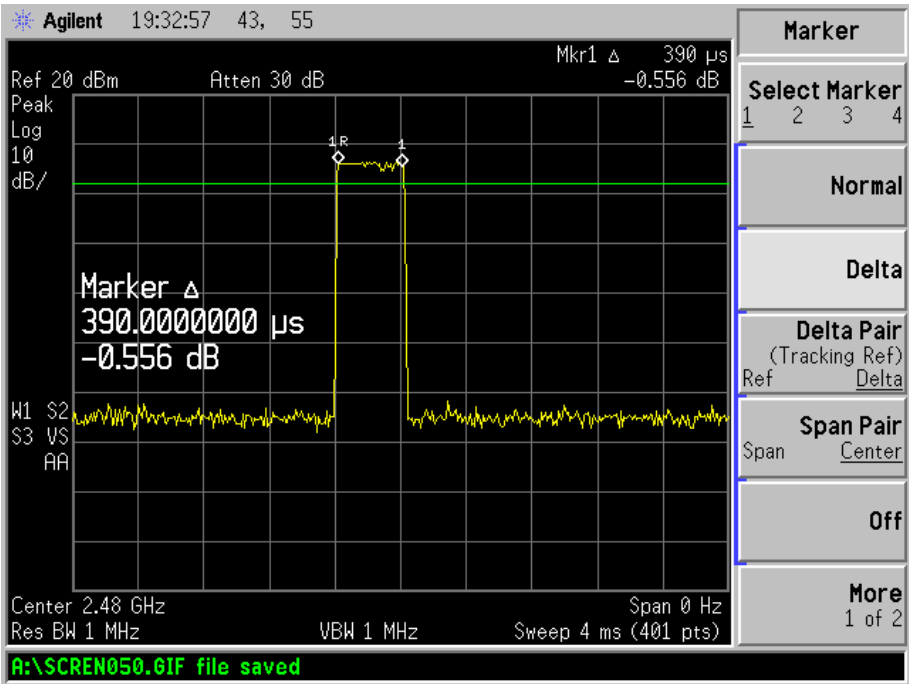 Agilent 19:32:57 43, 55
Mkr1 Δ 390 µs
Ref 20 dBm Atten 30 dB -0.556 dB
Peak
Log
10
dB/
1R 1
Marker Δ
390.0000000 µs
-0.556 dB
W1 S2
S3 VS
AA
Center 2.48 GHz Span 0 Hz
Res BW 1 MHz VBW 1 MHz Sweep 4 ms (401 pts)
A:\SCREN050.GIF file saved
Marker
Select Marker
1 2 3 4
Normal
Delta
Delta Pair
(Tracking Ref)
Ref Delta
Span Pair
Span Center
Off
More
1 of 2